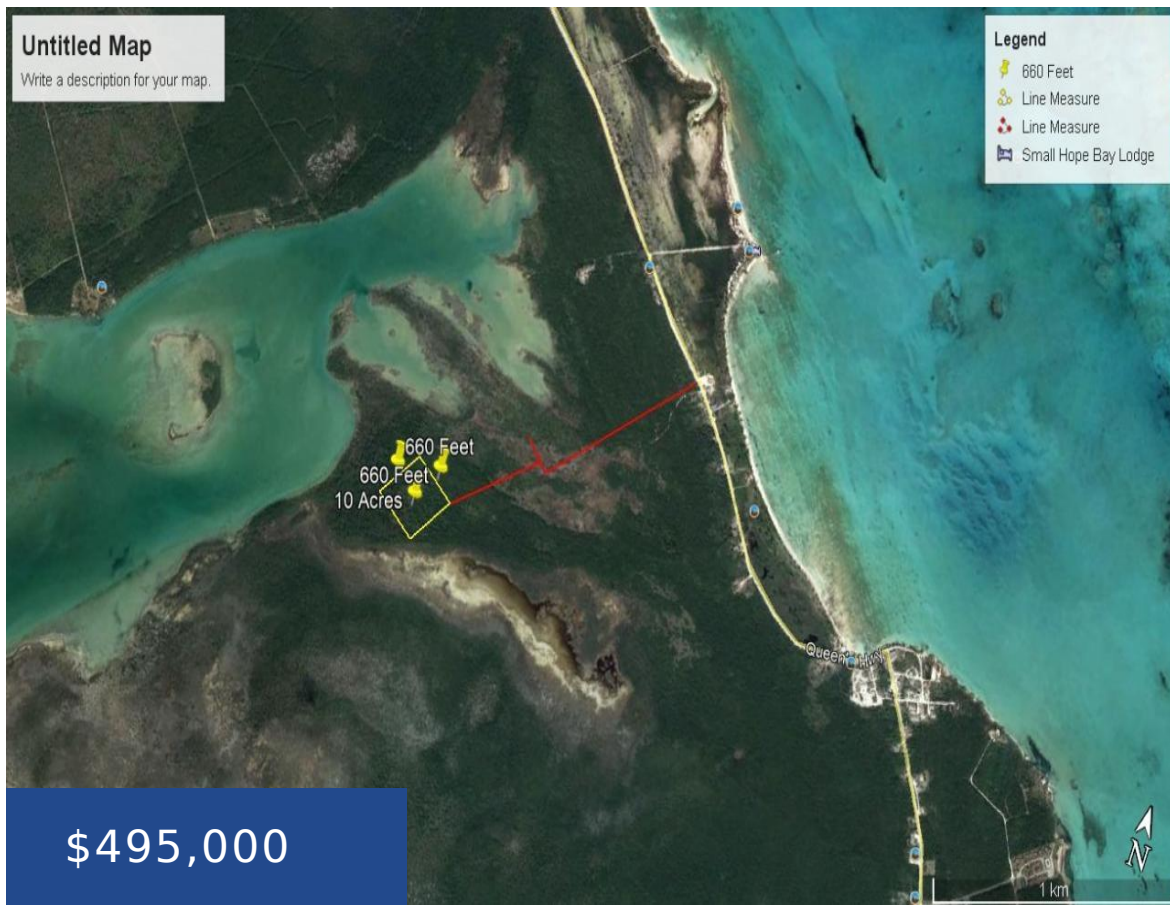 Untitled Map
Write a description for your map.
Legend
660 Feet
Line Measure
Line Measure
Small Hope Bay Lodge
660 Feet
660 Feet
10 Acres
Queen's Hwy
$495,000
N
1 km